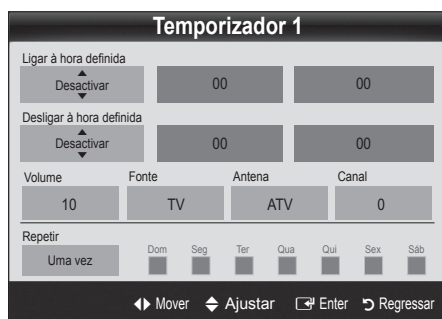 Temporizador 1
Ligar à hora definida
Desactivar 00 00
Desligar à hora definida
Desactivar 00 00
Volume Fonte Antena Canal
10 TV ATV 0
Repetir
Uma vez Dom Seg Ter Qua Qui Sex Sáb
Mover Ajustar Enter Regressar